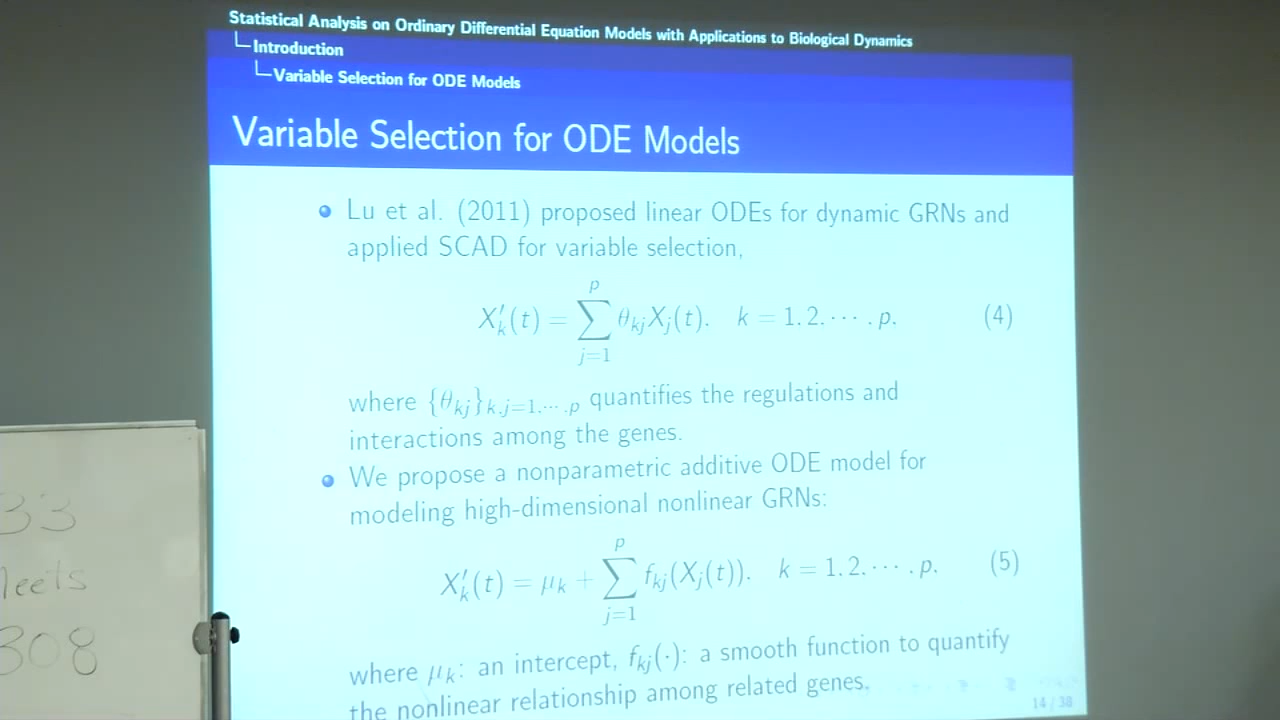 Statistical Analysis on Ordinary Differential Equation Models with Applications to Biological Dynamics
Introduction
Variable Selection for ODE Models
Variable Selection for ODE Models
Lu et al. (2011) proposed linear ODEs for dynamic GRNs and
applied SCAD for variable selection,
X′ₖ(t) = ∑ⱼ₌₁ᵖ θₖⱼXⱼ(t), k = 1, 2, ⋯ , p. (4)
where {θₖⱼ}ₖ,ⱼ₌₁,⋯,ₚ quantifies the regulations and
interactions among the genes.
We propose a nonparametric additive ODE model for
modeling high-dimensional nonlinear GRNs:
X′ₖ(t) = μₖ + ∑ⱼ₌₁ᵖ fₖⱼ(Xⱼ(t)), k = 1, 2, ⋯ , p. (5)
where μₖ: an intercept, fₖⱼ(·): a smooth function to quantify
the nonlinear relationship among related genes.
14 / 38
33
leets
308